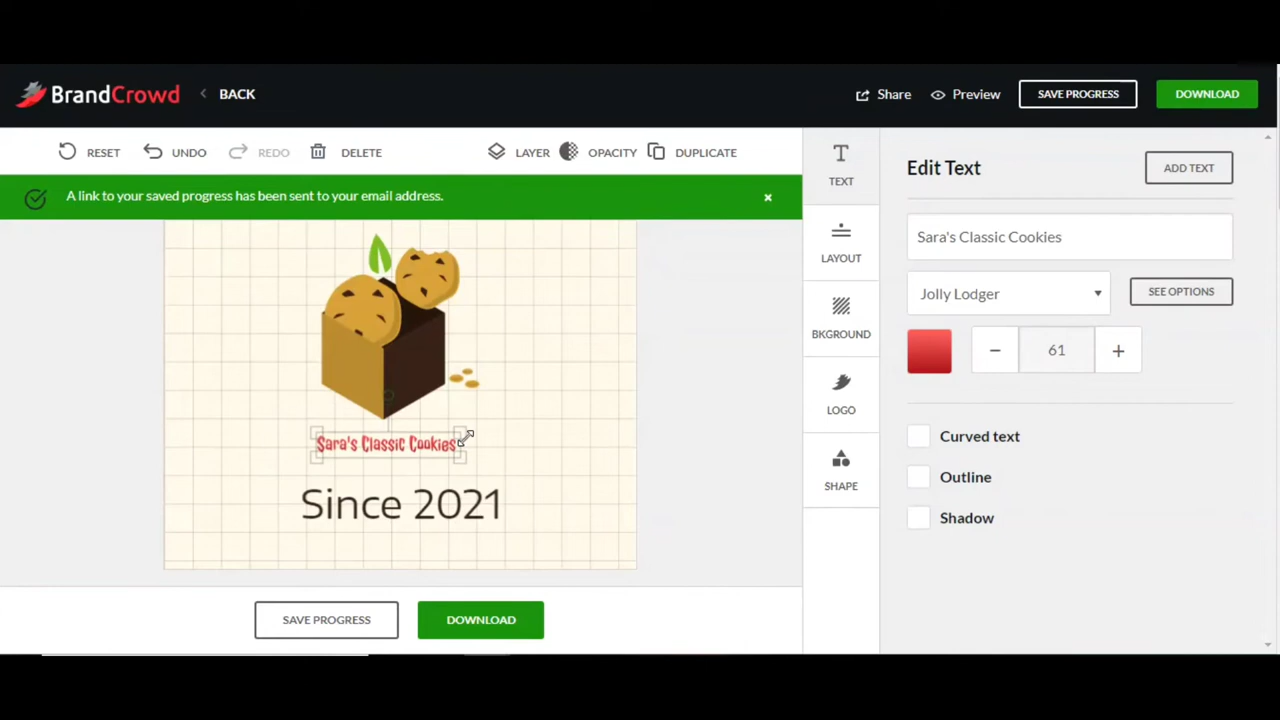 BrandCrowd
BACK
Share
Preview
SAVE PROGRESS
DOWNLOAD
RESET
UNDO
REDO
DELETE
LAYER
OPACITY
DUPLICATE
A link to your saved progress has been sent to your email address.
×
Sara's Classic Cookies
Since 2021
SAVE PROGRESS
DOWNLOAD
T
TEXT
LAYOUT
BKGROUND
LOGO
SHAPE
Edit Text
ADD TEXT
Sara's Classic Cookies
Jolly Lodger
SEE OPTIONS
− 61 +
Curved text
Outline
Shadow